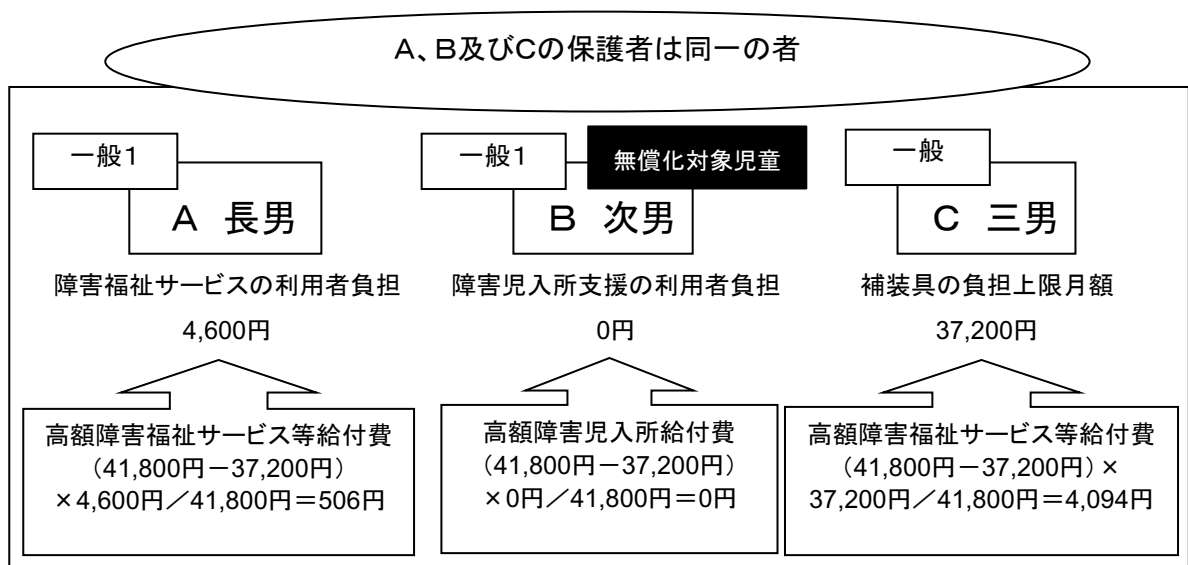 A、B及びCの保護者は同一の者
一般1
A 長男
障害福祉サービスの利用者負担
4,600円
高額障害福祉サービス等給付費
(41,800円-37,200円)
×4,600円/41,800円=506円
一般1
無償化対象児童
B 次男
障害児入所支援の利用者負担
0円
高額障害児入所給付費
(41,800円-37,200円)
×0円/41,800円=0円
一般
C 三男
補装具の負担上限月額
37,200円
高額障害福祉サービス等給付費
(41,800円-37,200円)×
37,200円/41,800円=4,094円